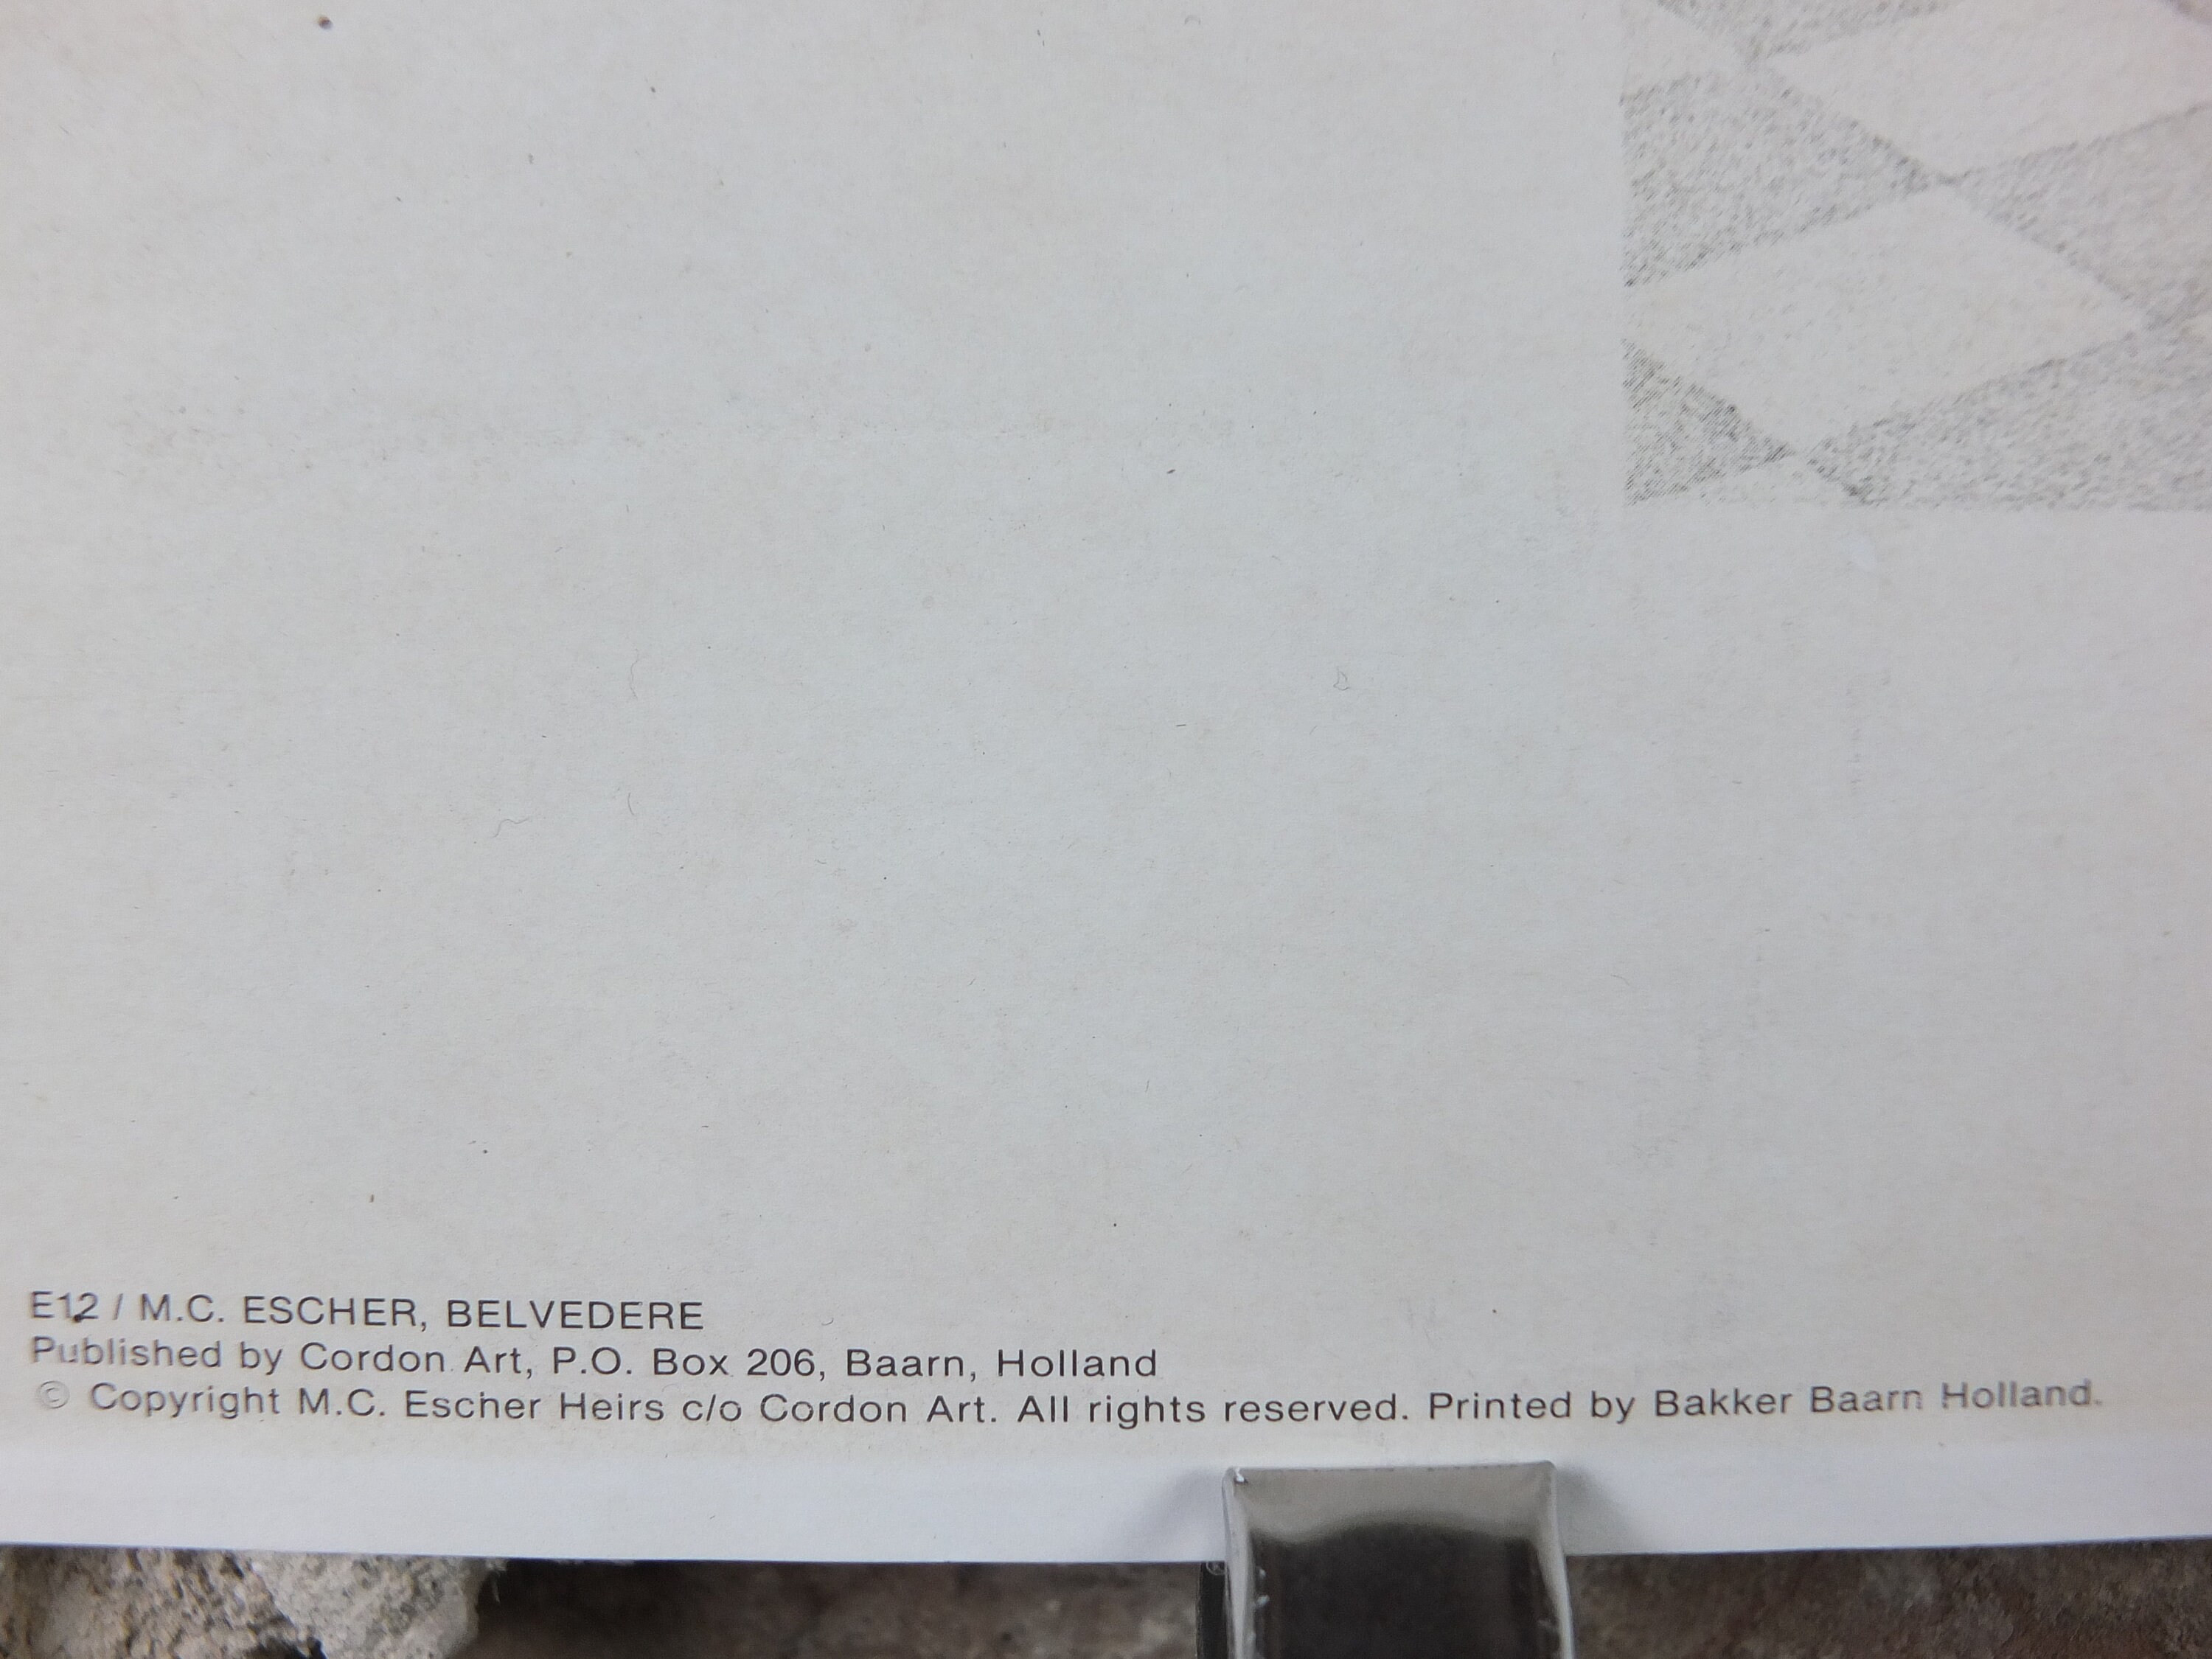 E12 / M.C. ESCHER, BELVEDERE
Published by Cordon Art, P.O. Box 206, Baarn, Holland
© Copyright M.C. Escher Heirs c/o Cordon Art. All rights reserved. Printed by Bakker Baarn Holland.